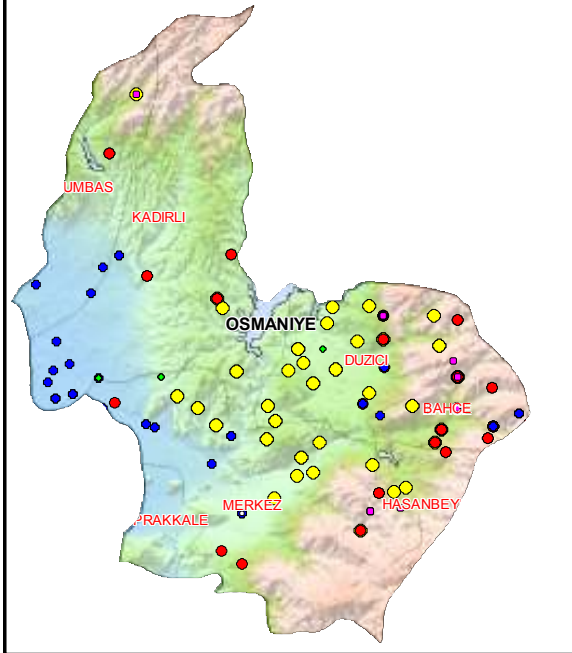 UMBAS
KADIRLI
OSMANIYE
DUZICI
BAHCE
MERKEZ
HASANBEY
PRAKKALE